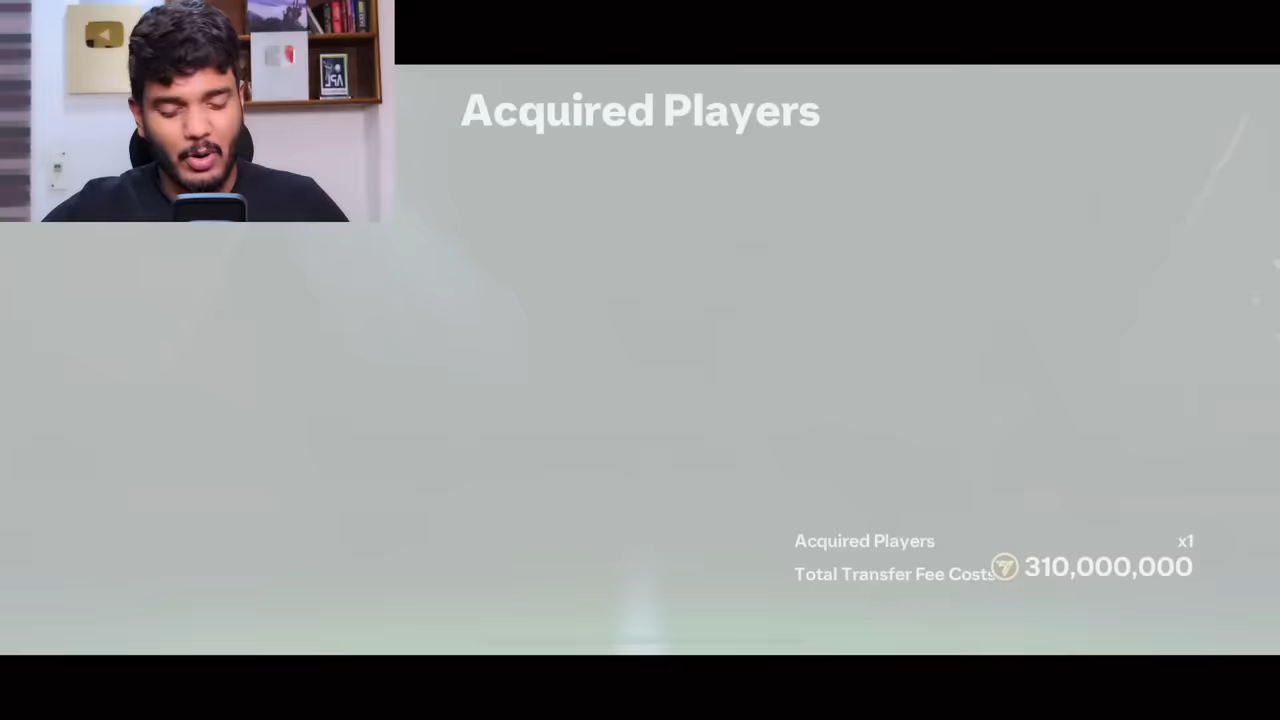 Acquired Players
Acquired Players x1
Total Transfer Fee Costs 310,000,000